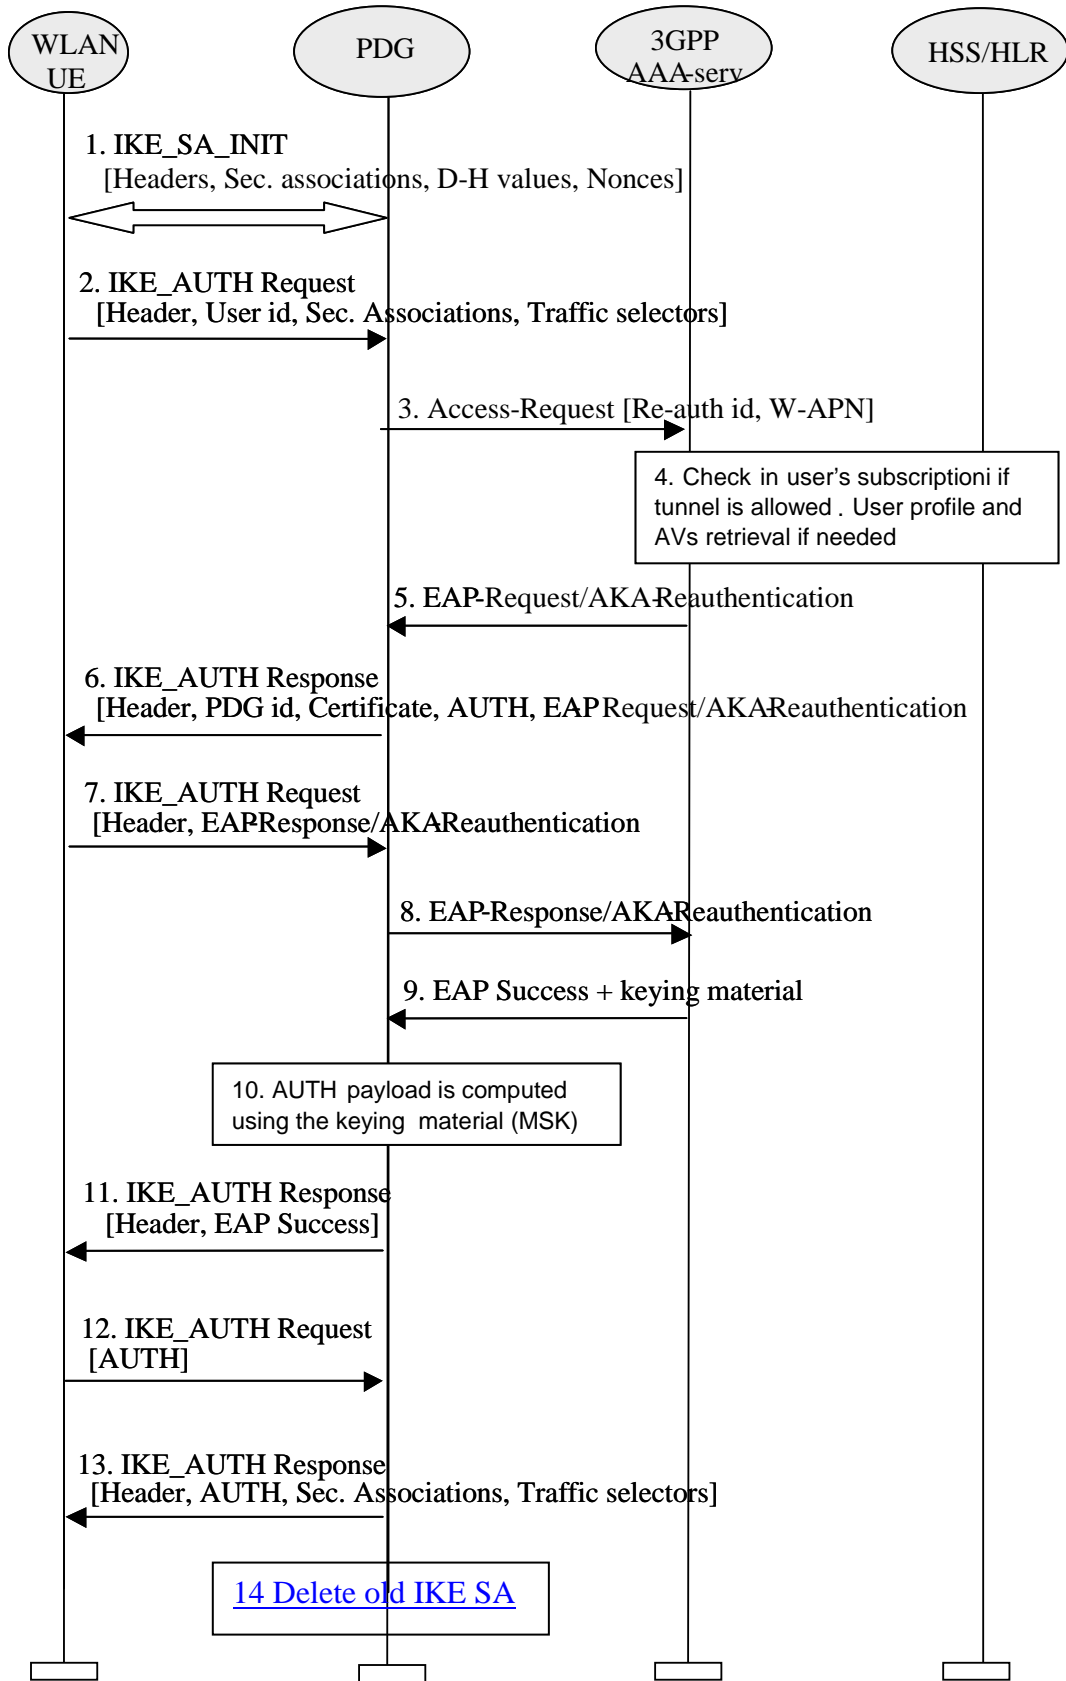 WLAN
UE
PDG
3GPP
AAA-serv
HSS/HLR
1. IKE_SA_INIT
[Headers, Sec. associations, D-H values, Nonces]
2. IKE_AUTH Request
[Header, User id, Sec. Associations, Traffic selectors]
3. Access-Request [Re-auth id, W-APN]
4. Check in user's subscriptioni if
tunnel is allowed . User profile and
AVs retrieval if needed
5. EAP-Request/AKA-Reauthentication
6. IKE_AUTH Response
[Header, PDG id, Certificate, AUTH, EAP-Request/AKA-Reauthentication
7. IKE_AUTH Request
[Header, EAP-Response/AKA-Reauthentication
8. EAP-Response/AKA-Reauthentication
9. EAP Success + keying material
10. AUTH payload is computed
using the keying material (MSK)
11. IKE_AUTH Response
[Header, EAP Success]
12. IKE_AUTH Request
[AUTH]
13. IKE_AUTH Response
[Header, AUTH, Sec. Associations, Traffic selectors]
14 Delete old IKE SA